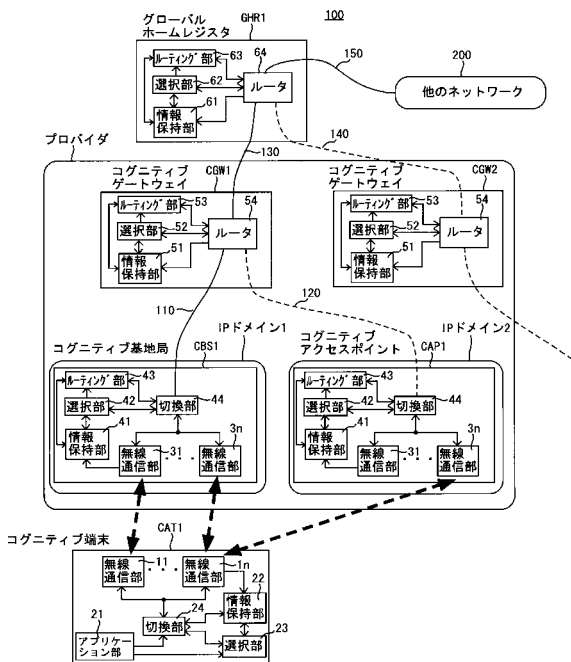 100
グローバル
ホームレジスタ
GHR1
ルーティング部
63
64
選択部
62
情報
保持部
61
ルータ
150
200
他のネットワーク
130
140
プロバイダ
コグニティブ
ゲートウェイ
CGW1
ルーティング部
53
54
選択部
52
情報
保持部
51
ルータ
コグニティブ
ゲートウェイ
CGW2
ルーティング部
53
54
選択部
52
情報
保持部
51
ルータ
110
120
IPドメイン1
コグニティブ基地局
CBS1
ルーティング部
43
44
選択部
42
切換部
情報
保持部
41
無線
通信部
31
・・・
無線
通信部
3n
IPドメイン2
コグニティブ
アクセスポイント
CAP1
ルーティング部
43
44
選択部
42
切換部
情報
保持部
41
無線
通信部
31
・・・
無線
通信部
3n
コグニティブ端末
CAT1
無線
通信部
11
・・・
無線
通信部
1n
22
情報
保持部
21
24
切換部
アプリケー
ション部
選択部
23